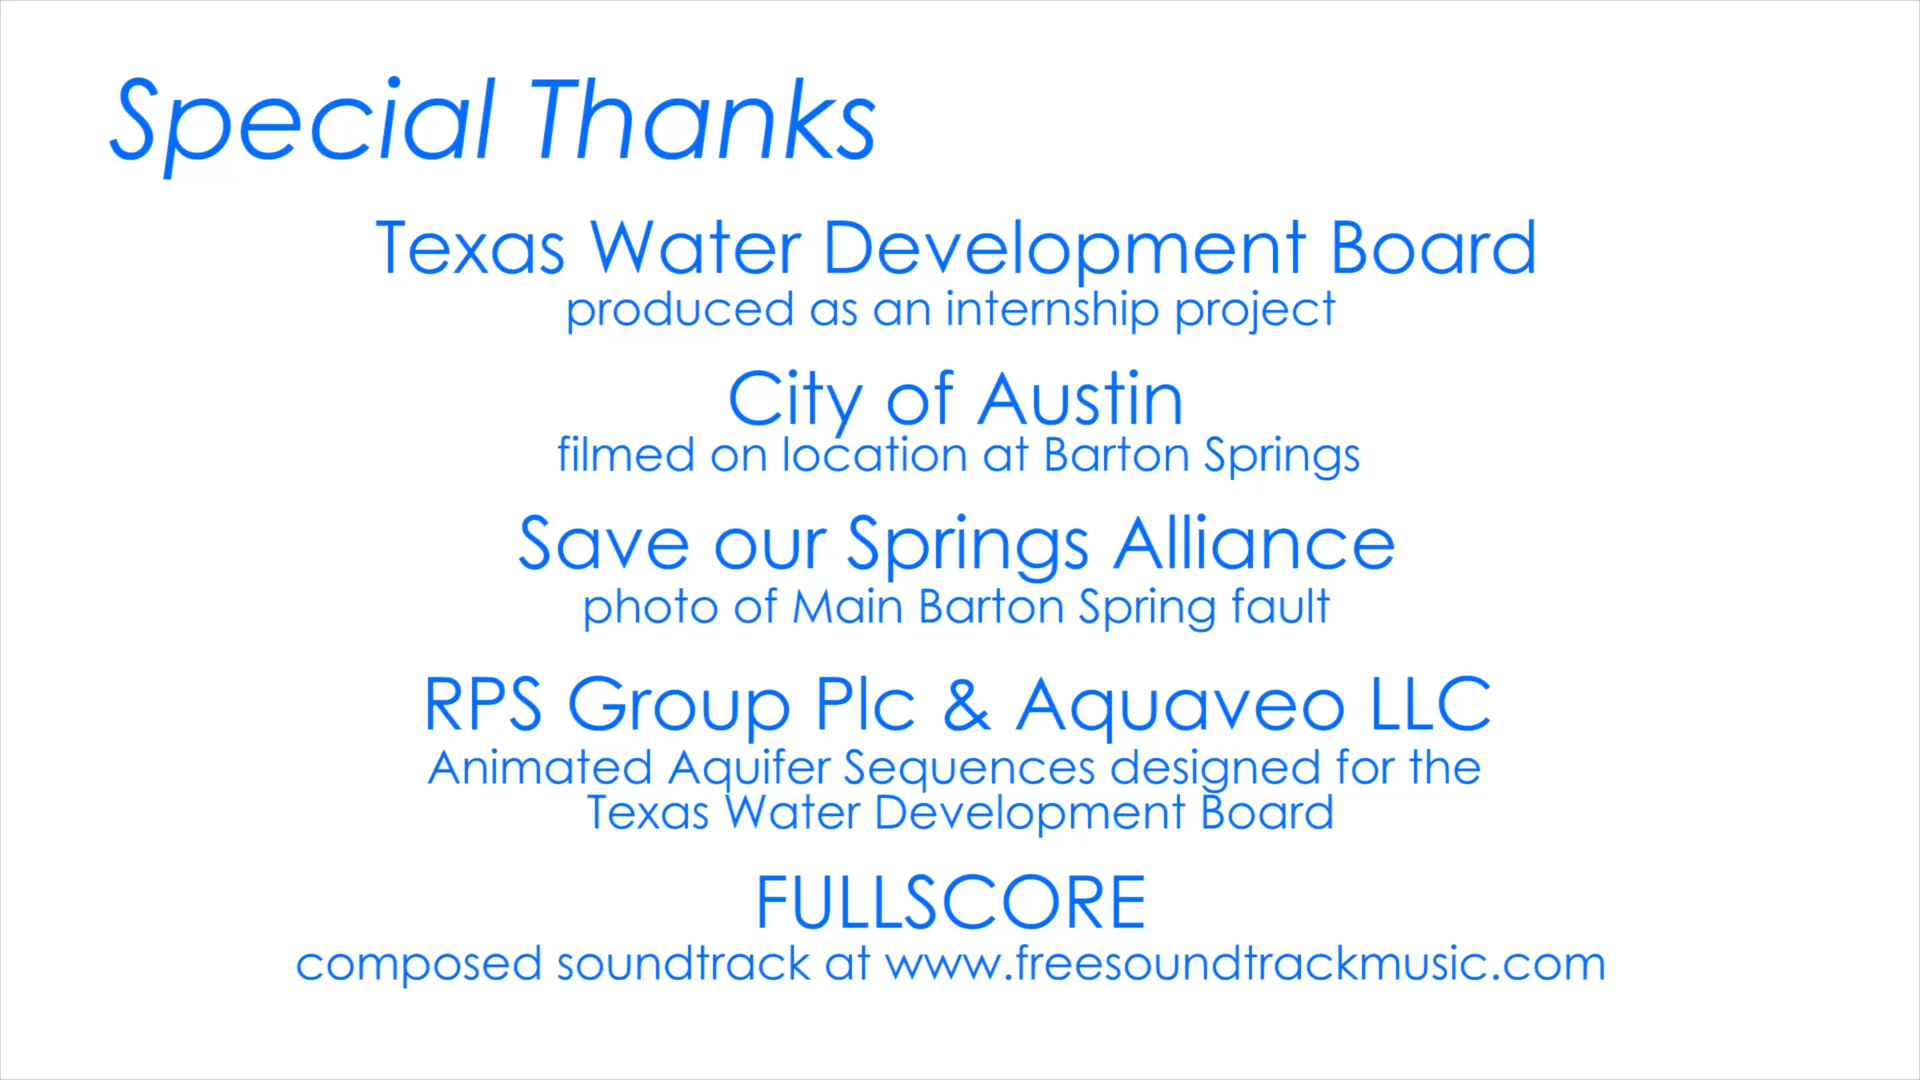 Special Thanks
Texas Water Development Board
produced as an internship project
City of Austin
filmed on location at Barton Springs
Save our Springs Alliance
photo of Main Barton Spring fault
RPS Group Plc & Aquaveo LLC
Animated Aquifer Sequences designed for the
Texas Water Development Board
FULLSCORE
composed soundtrack at www.freesoundtrackmusic.com